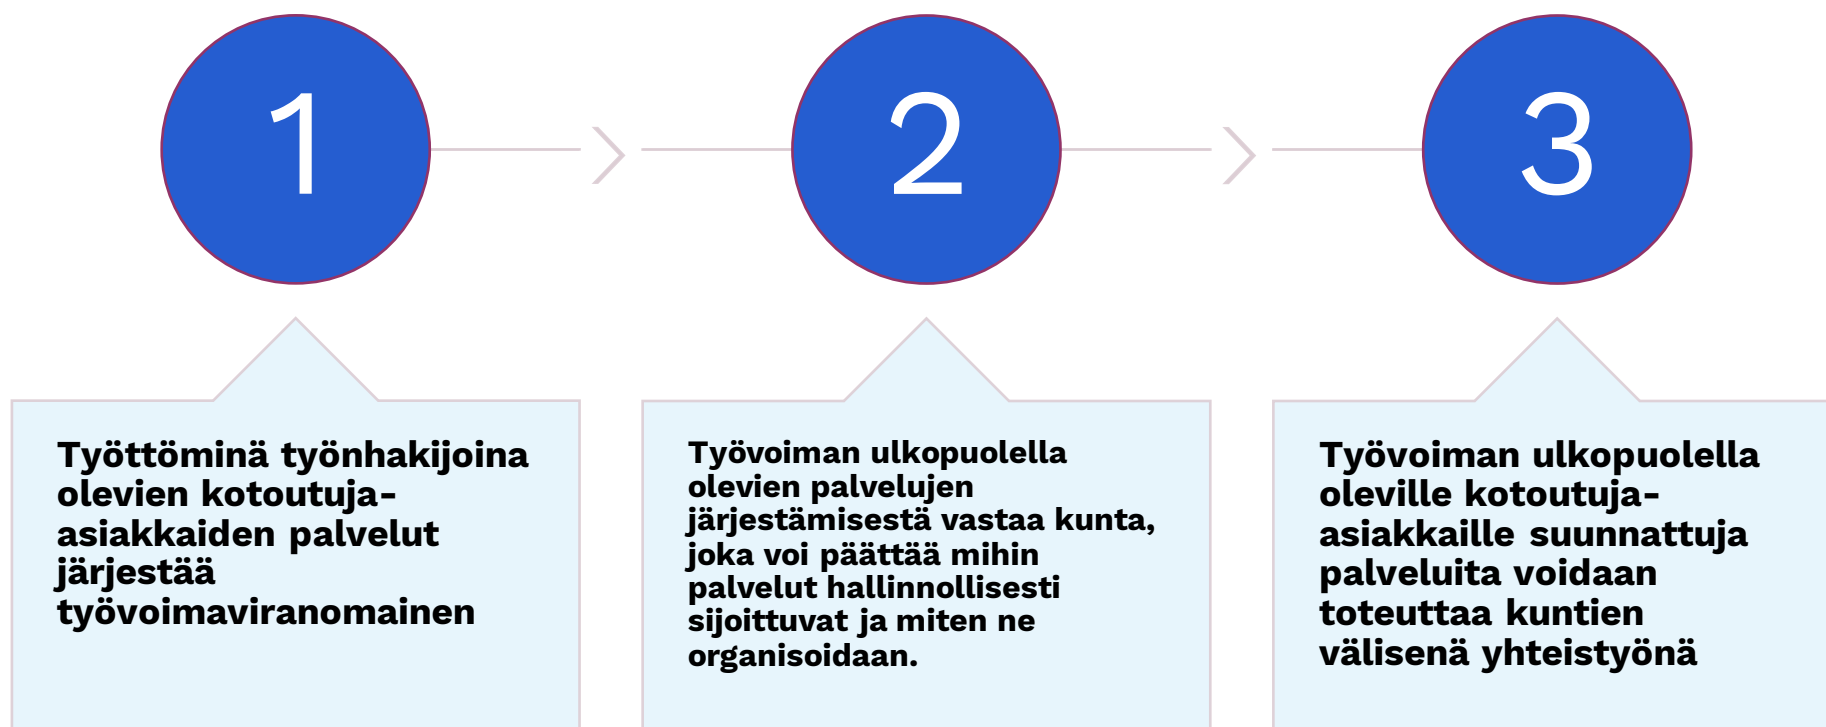 1
2
3
Työttöminä työnhakijoina
olevien kotoutuja-
asiakkaiden palvelut
järjestää
työvoimaviranomainen
Työvoiman ulkopuolella
olevien palvelujen
järjestämisestä vastaa kunta,
joka voi päättää mihin
palvelut hallinnollisesti
sijoittuvat ja miten ne
organisoidaan.
Työvoiman ulkopuolella
oleville kotoutuja-
asiakkaille suunnattuja
palveluita voidaan
toteuttaa kuntien
välisenä yhteistyönä